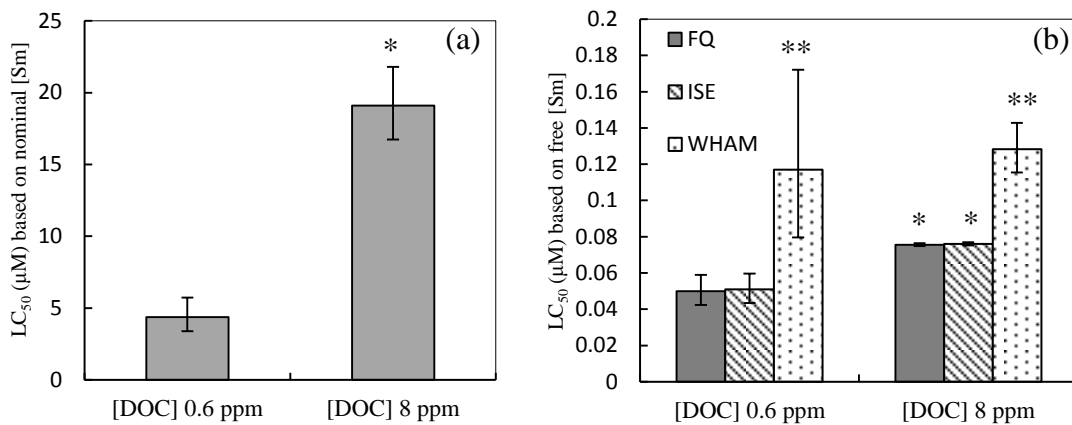 (a)
LC₅₀ (µM) based on nominal [Sm]
25
20
15
10
5
0
*
[DOC] 0.6 ppm
[DOC] 8 ppm
(b)
LC₅₀ (µM) based on free [Sm]
0.2
0.18
0.16
0.14
0.12
0.1
0.08
0.06
0.04
0.02
0
FQ
ISE
WHAM
**
*
*
**
[DOC] 0.6 ppm
[DOC] 8 ppm